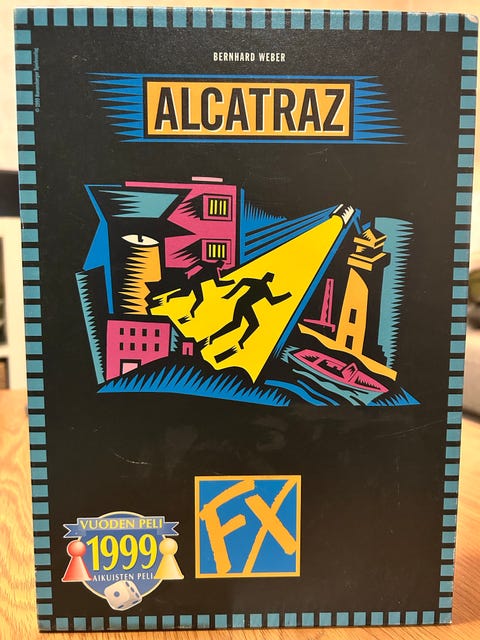 BERNHARD WEBER
ALCATRAZ
FX
VUODEN PELI
1999
AIKUISTEN PELI